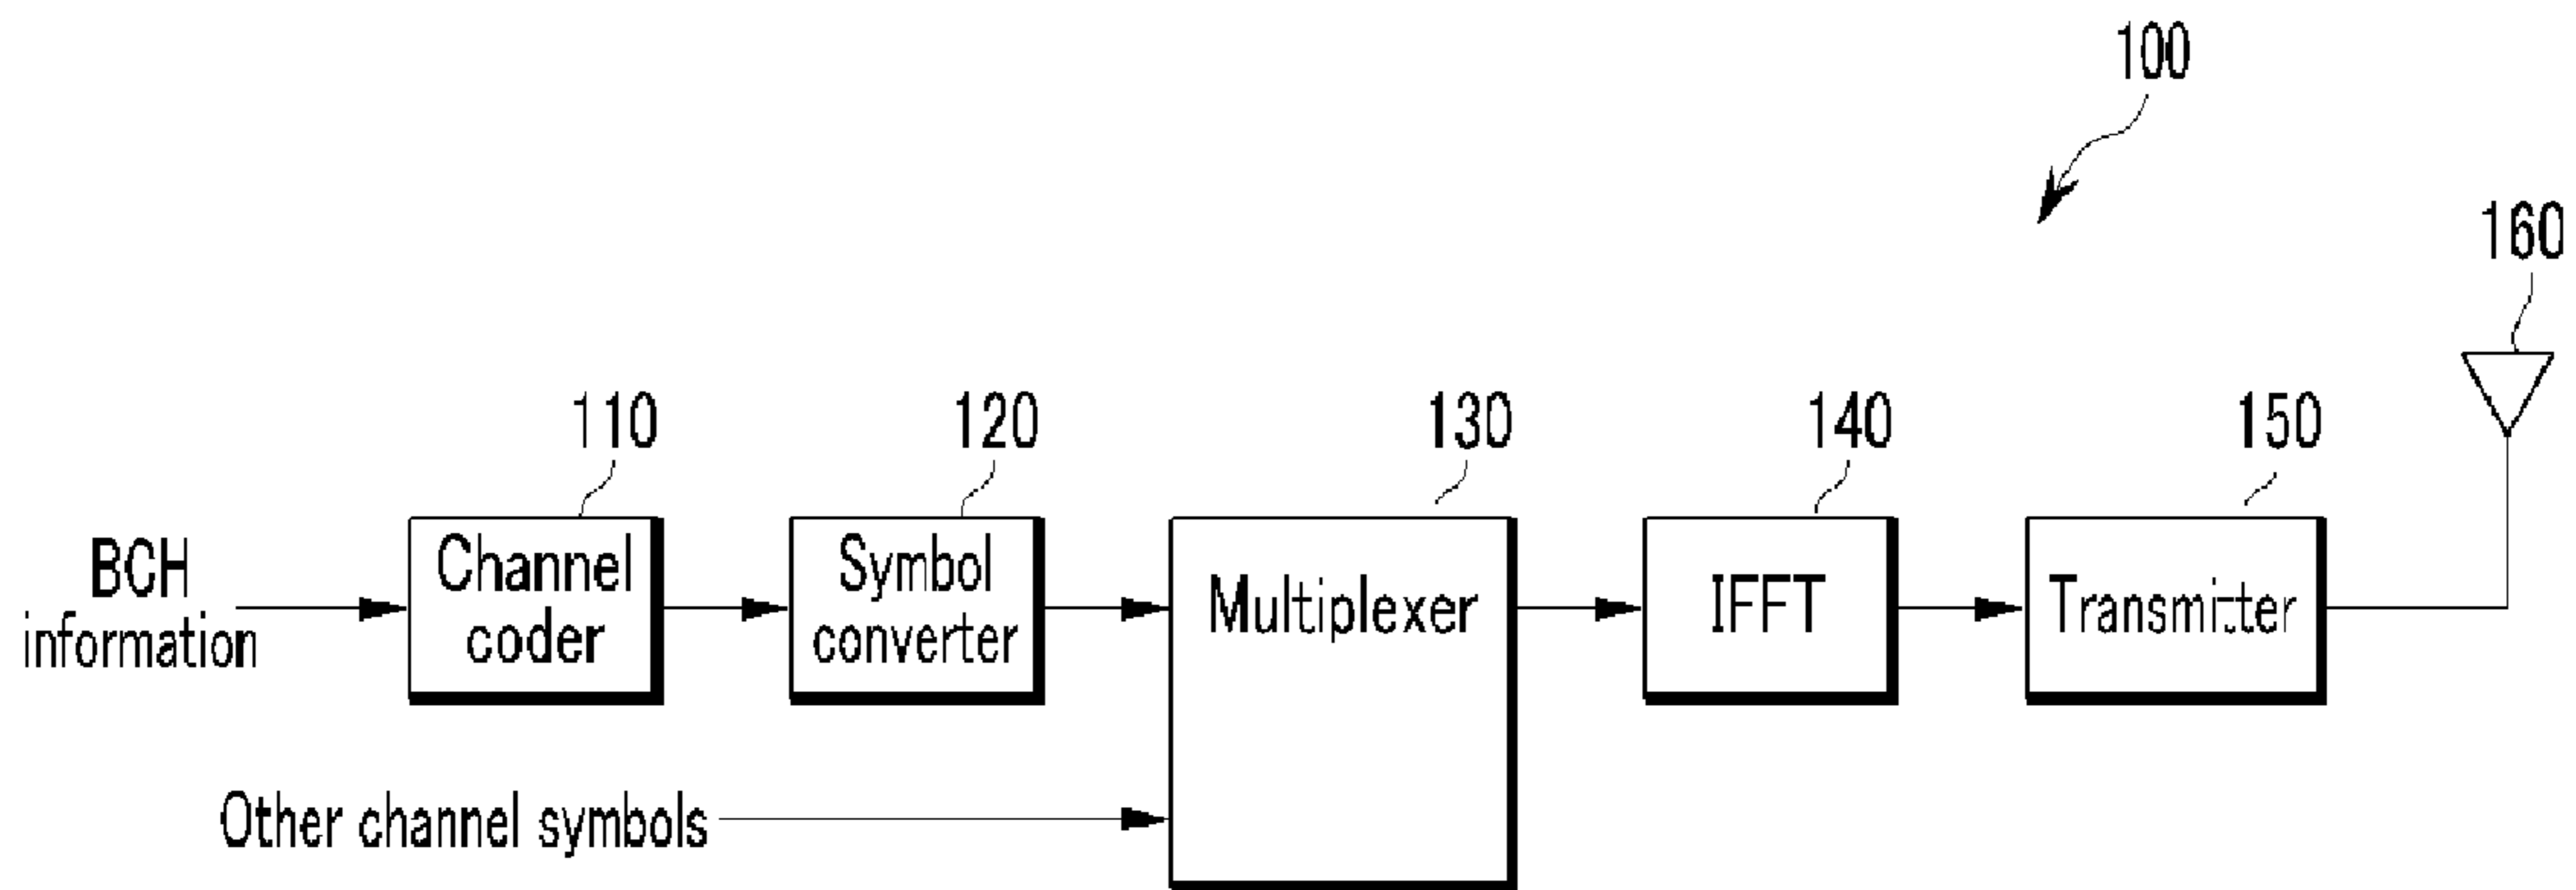 100
160
110
120
130
140
150
BCH
information
Channel
coder
Symbol
converter
Multiplexer
IFFT
Transmitter
Other channel symbols